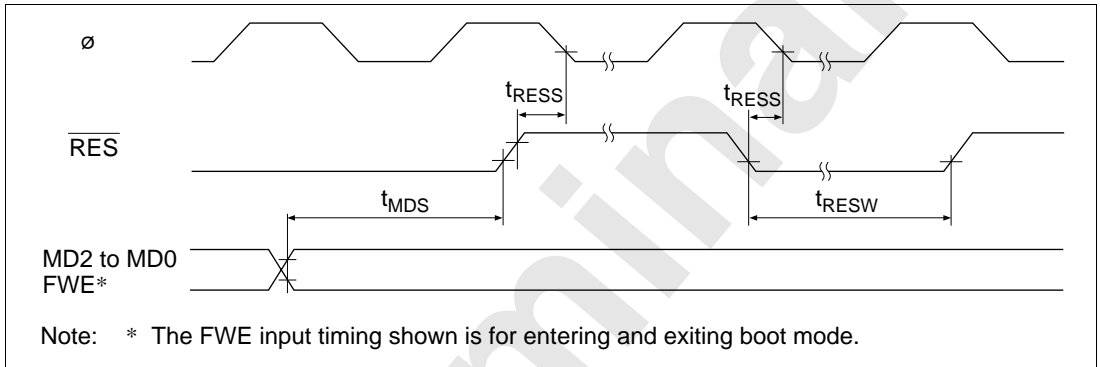 ø
tRESS tRESS
RES
tMDS tRESW
MD2 to MD0
FWE*
Note: * The FWE input timing shown is for entering and exiting boot mode.